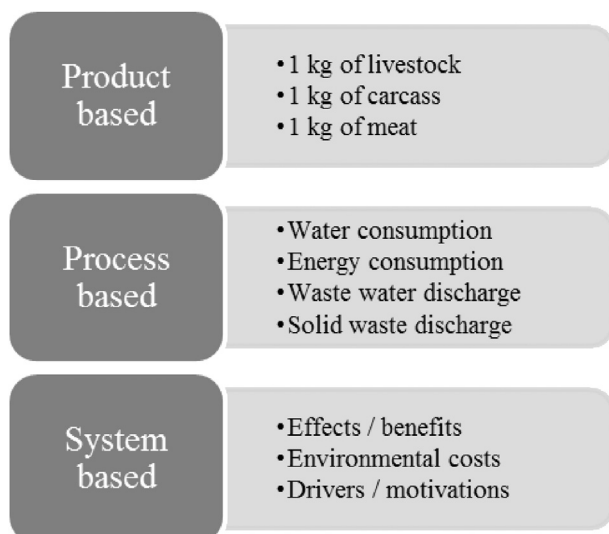 Product
based
•1 kg of livestock
•1 kg of carcass
•1 kg of meat
Process
based
•Water consumption
•Energy consumption
•Waste water discharge
•Solid waste discharge
System
based
•Effects / benefits
•Environmental costs
•Drivers / motivations